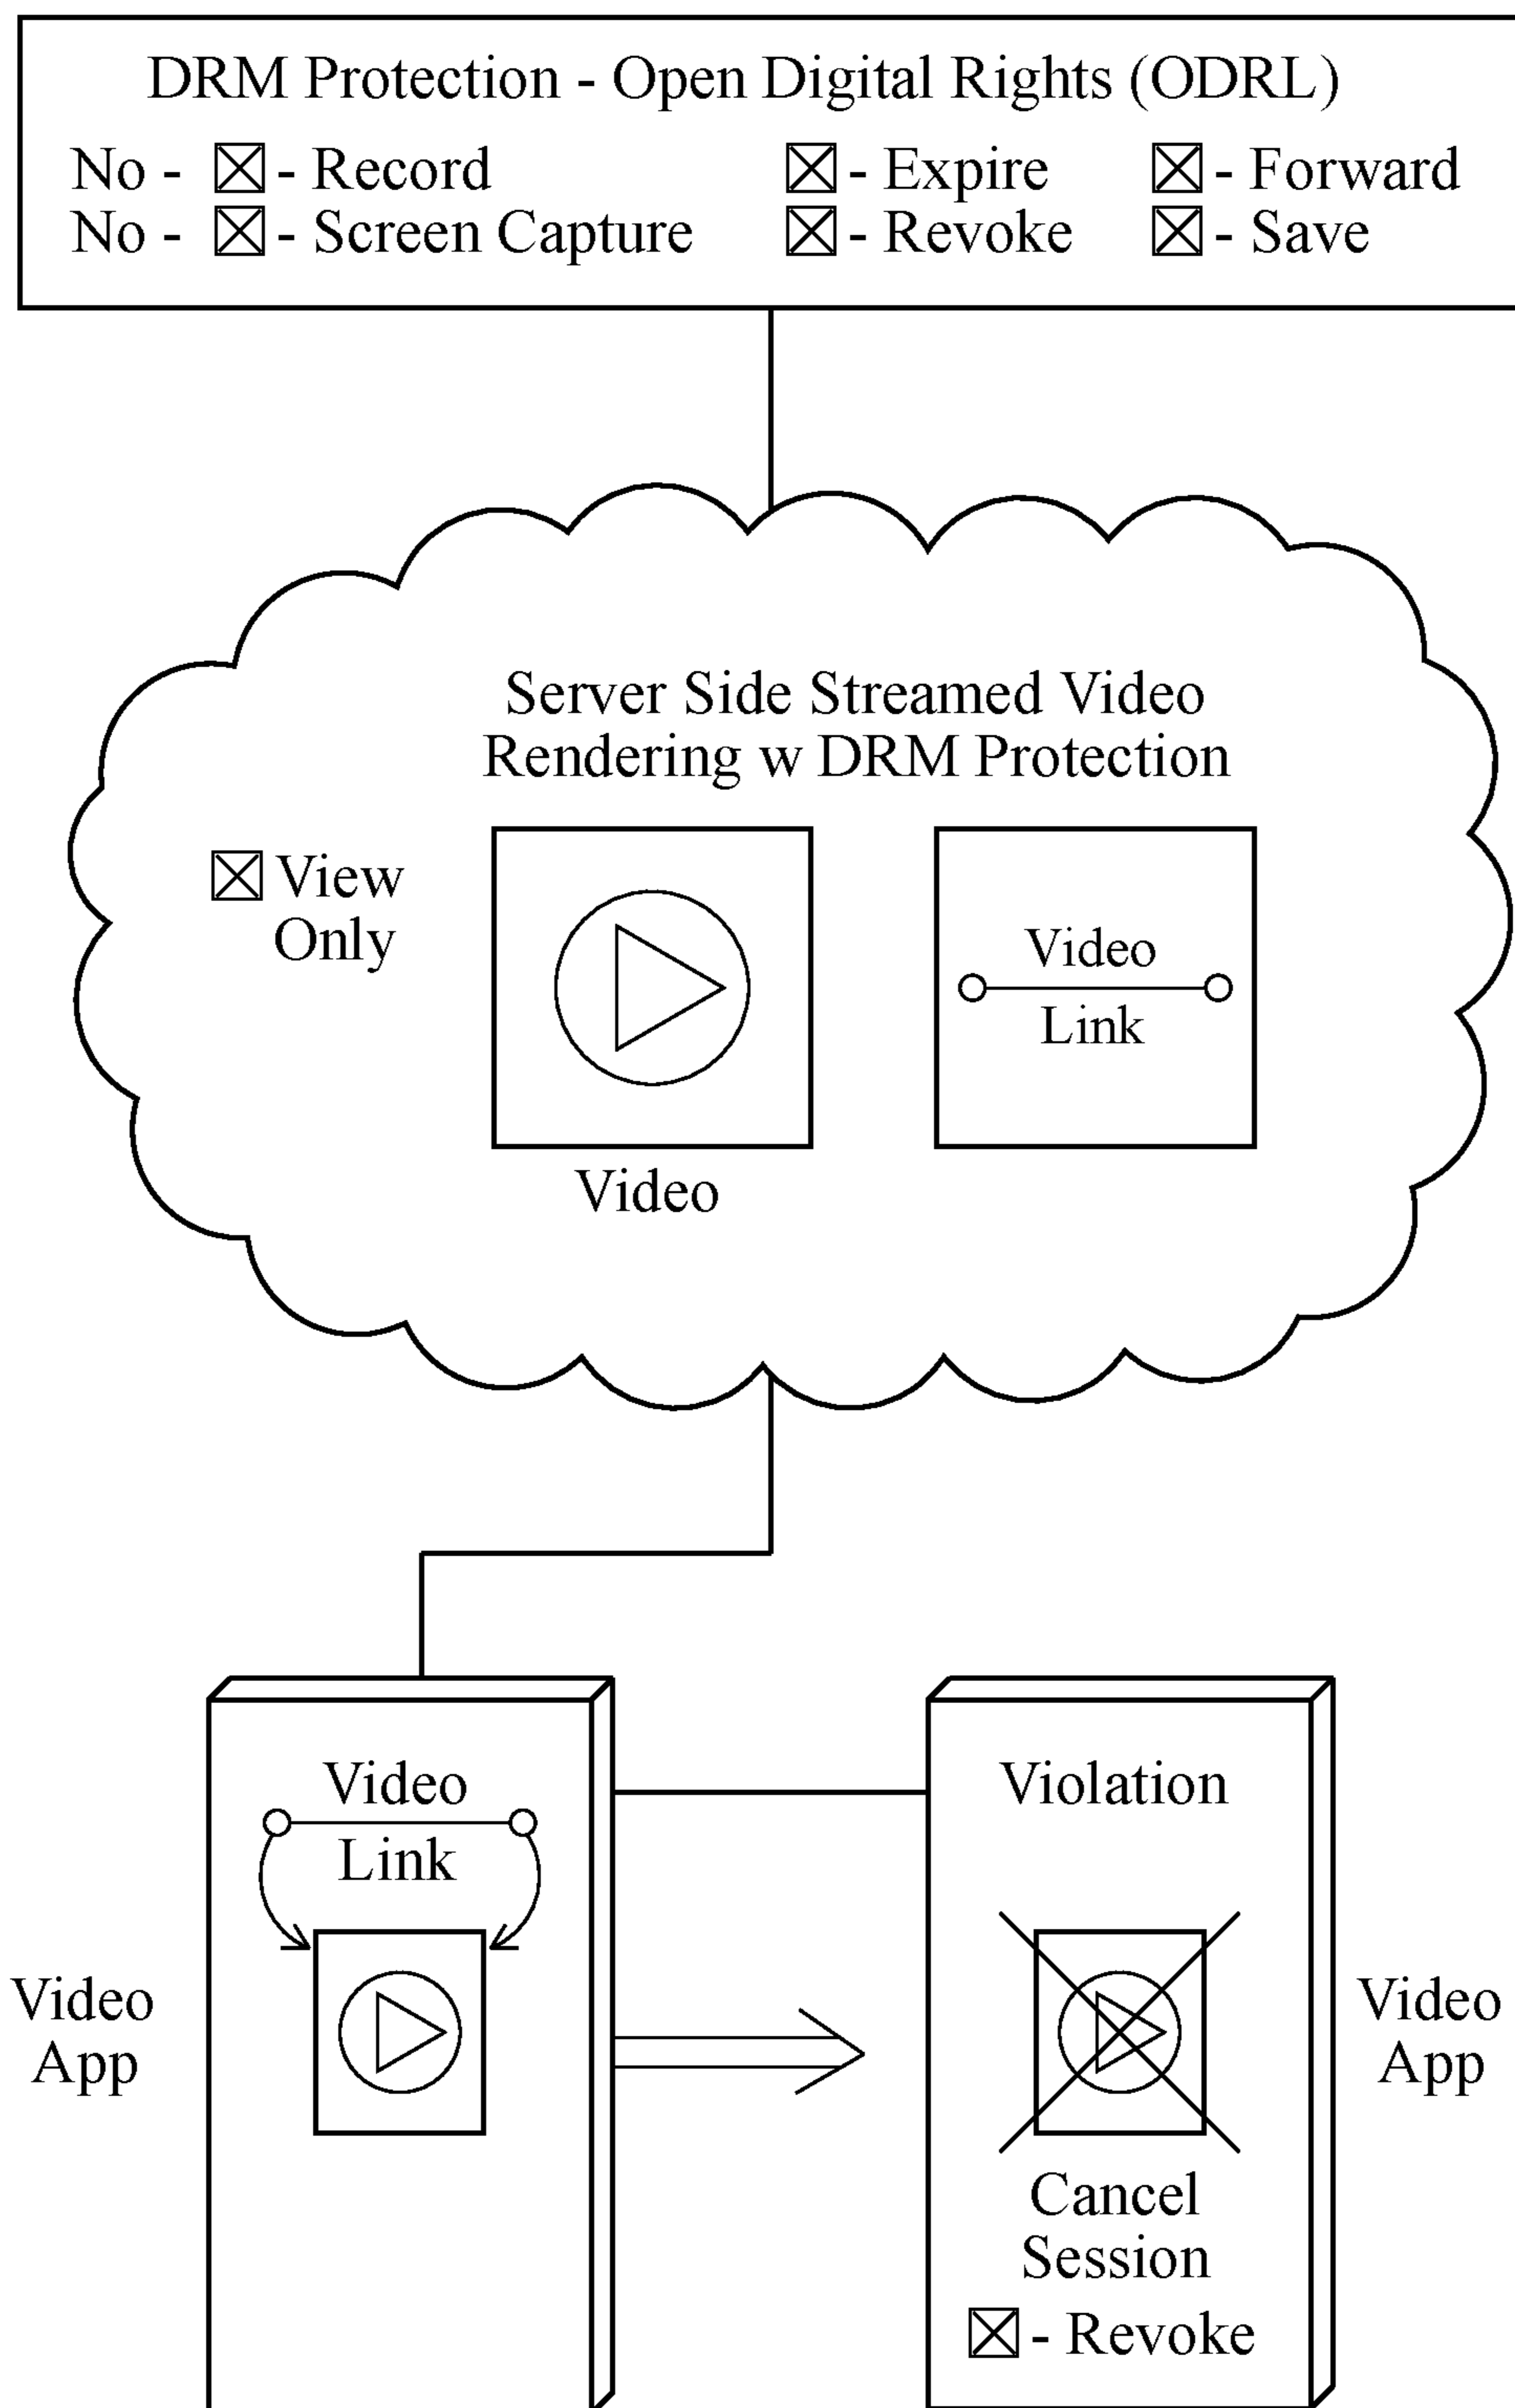 DRM Protection - Open Digital Rights (ODRL)
No - ☒ - Record ☒ - Expire ☒ - Forward
No - ☒ - Screen Capture ☒ - Revoke ☒ - Save
Server Side Streamed Video
Rendering w DRM Protection
☒ View
Only
Video
Link
Video
Video
Link
Video
App
Violation
Cancel
Session
☒ - Revoke
Video
App